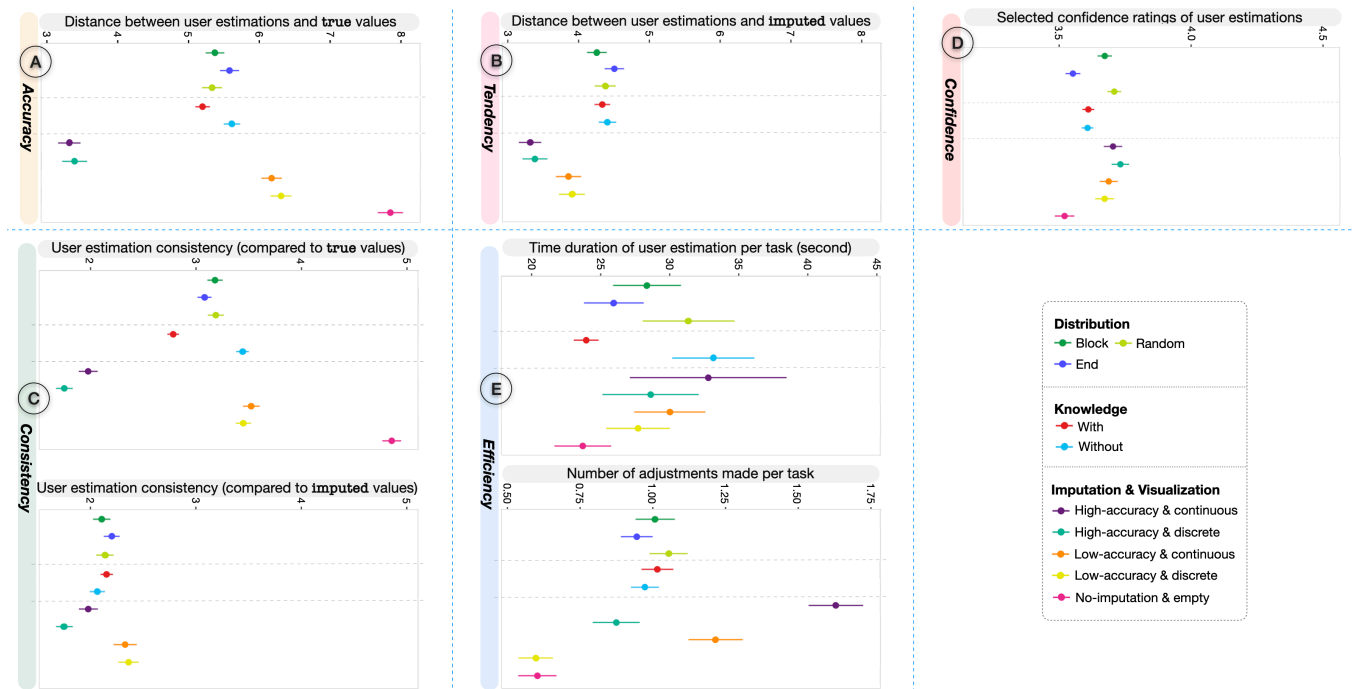 Distance between user estimations and true values
3 4 5 6 7 8
A
Accuracy
Distance between user estimations and imputed values
3 4 5 6 7 8
B
Tendency
Selected confidence ratings of user estimations
3.5 4.0 4.5
D
Confidence
User estimation consistency (compared to true values)
2 3 4 5
C
Consistency
User estimation consistency (compared to imputed values)
2 3 4 5
Time duration of user estimation per task (second)
20 25 30 35 40 45
E
Efficiency
Number of adjustments made per task
0.50 0.75 1.00 1.25 1.50 1.75
Distribution
Block Random
End
Knowledge
With
Without
Imputation & Visualization
High-accuracy & continuous
High-accuracy & discrete
Low-accuracy & continuous
Low-accuracy & discrete
No-imputation & empty